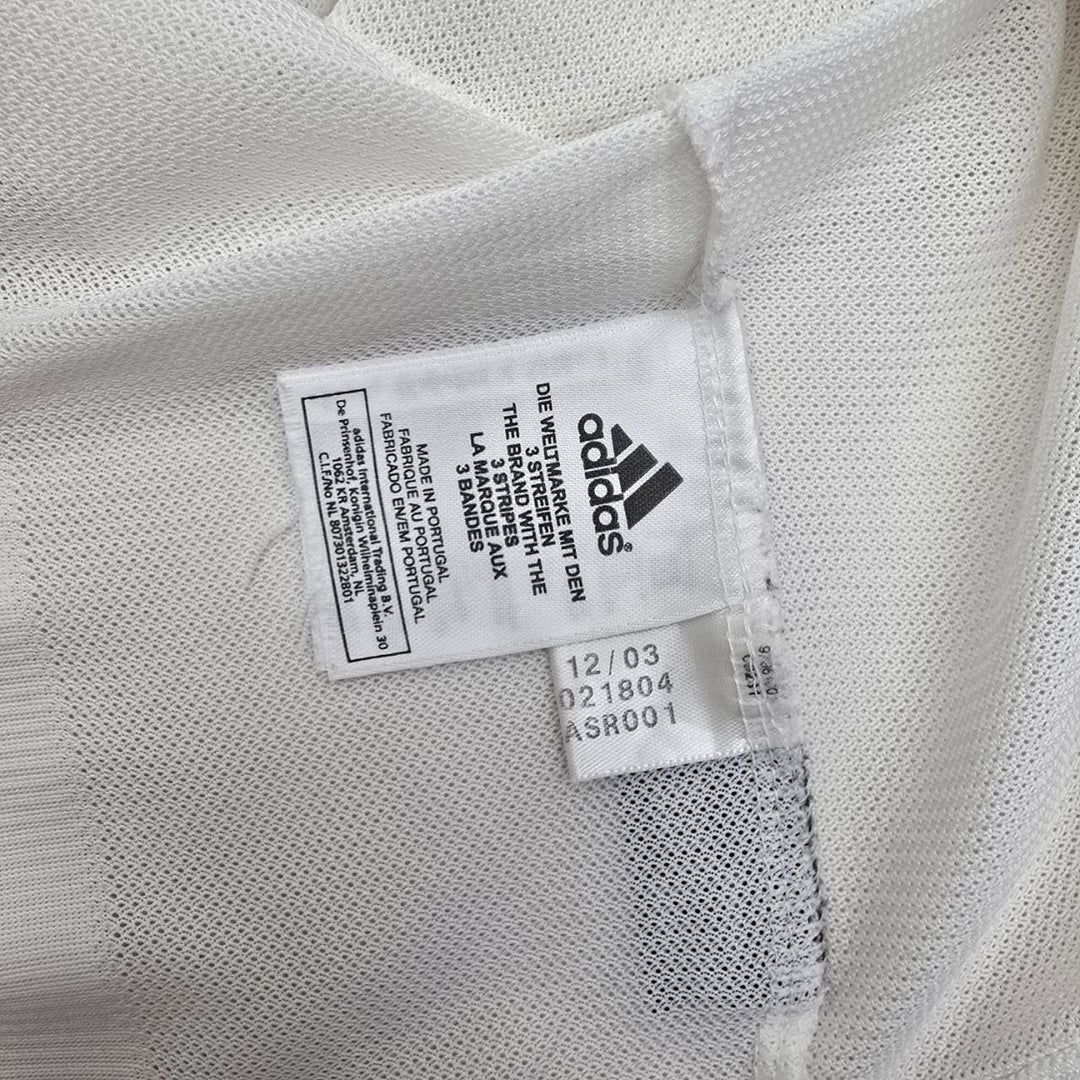 adidas®
DIE WELTMARKE MIT DEN
3 STREIFEN
THE BRAND WITH THE
3 STRIPES
LA MARQUE AUX
3 BANDES
MADE IN PORTUGAL
FABRIQUE AU PORTUGAL
FABRICADO EN/EM PORTUGAL
adidas International Trading B.V.
De Prinsenhof, Konigin Wilhelminaplein 30
1062 KR Amsterdam, NL
C.I.F./No NL 807301322801
12/03
021804
ASR001